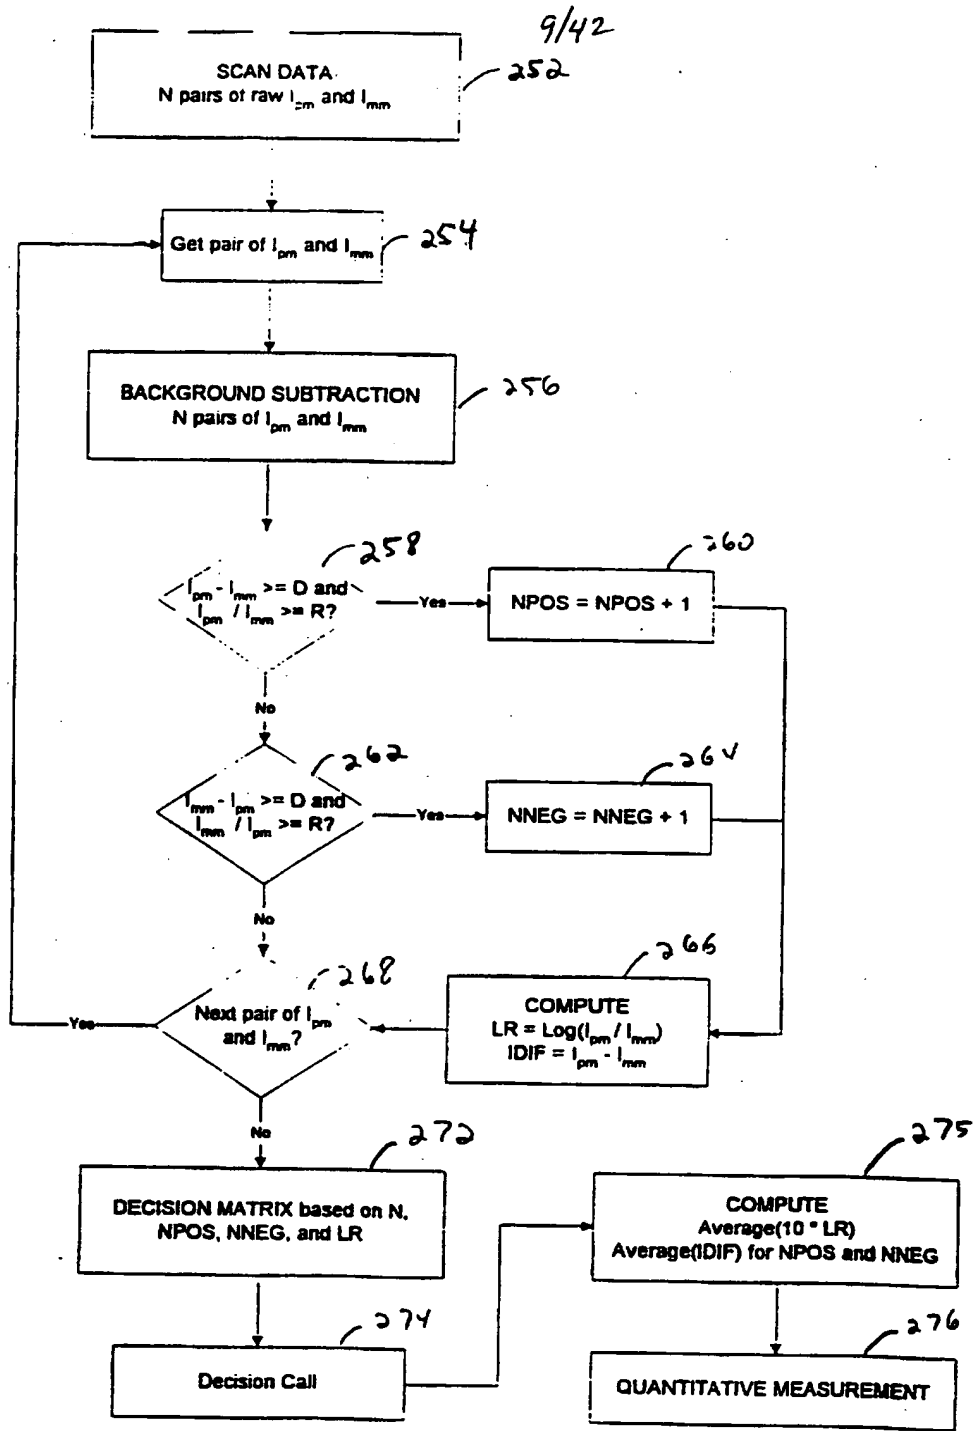 9/42
SCAN DATA
N pairs of raw Ipm and Imm
252
Get pair of Ipm and Imm
254
BACKGROUND SUBTRACTION
N pairs of Ipm and Imm
256
Ipm - Imm >= D and
Ipm / Imm >= R?
258
Yes
NPOS = NPOS + 1
260
No
Imm - Ipm >= D and
Imm / Ipm >= R?
262
Yes
NNEG = NNEG + 1
264
No
Next pair of Ipm
and Imm?
268
Yes
COMPUTE
LR = Log(Ipm / Imm)
IDIF = Ipm - Imm
266
No
DECISION MATRIX based on N,
NPOS, NNEG, and LR
272
Decision Call
274
COMPUTE
Average(10 * LR)
Average(IDIF) for NPOS and NNEG
275
QUANTITATIVE MEASUREMENT
276